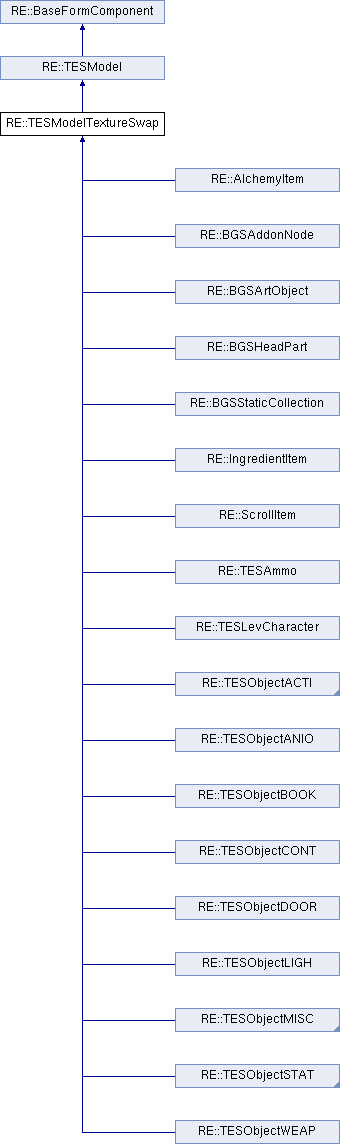 RE::BaseFormComponent
RE::TESModel
RE::TESModelTextureSwap
RE::AlchemyItem
RE::BGSAddonNode
RE::BGSArtObject
RE::BGSHeadPart
RE::BGSStaticCollection
RE::IngredientItem
RE::ScrollItem
RE::TESAmmo
RE::TESLevCharacter
RE::TESObjectACTI
RE::TESObjectANIO
RE::TESObjectBOOK
RE::TESObjectCONT
RE::TESObjectDOOR
RE::TESObjectLIGH
RE::TESObjectMISC
RE::TESObjectSTAT
RE::TESObjectWEAP